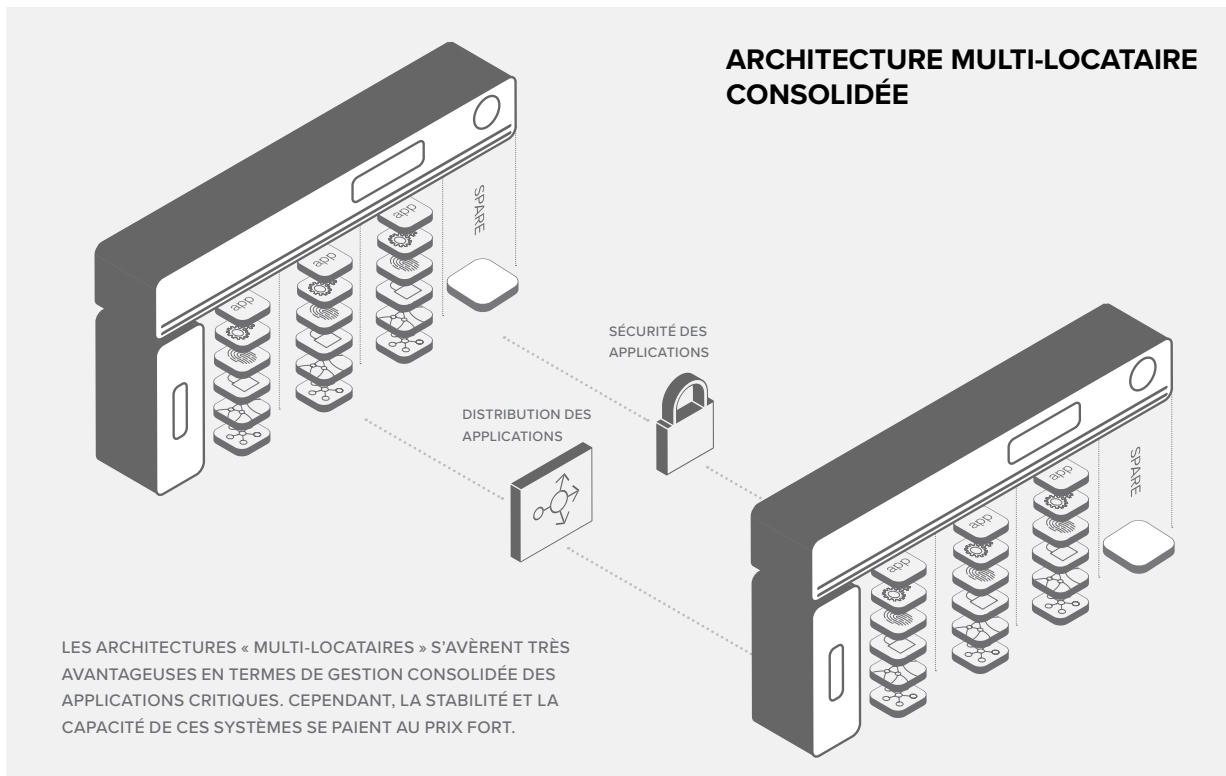 ARCHITECTURE MULTI-LOCATAIRE
CONSOLIDÉE
SPARE
app
app
app
SÉCURITÉ DES
APPLICATIONS
DISTRIBUTION DES
APPLICATIONS
SPARE
app
app
app
LES ARCHITECTURES « MULTI-LOCATAIRES » S'AVÈRENT TRÈS
AVANTAGEUSES EN TERMES DE GESTION CONSOLIDÉE DES
APPLICATIONS CRITIQUES. CEPENDANT, LA STABILITÉ ET LA
CAPACITÉ DE CES SYSTÈMES SE PAIENT AU PRIX FORT.